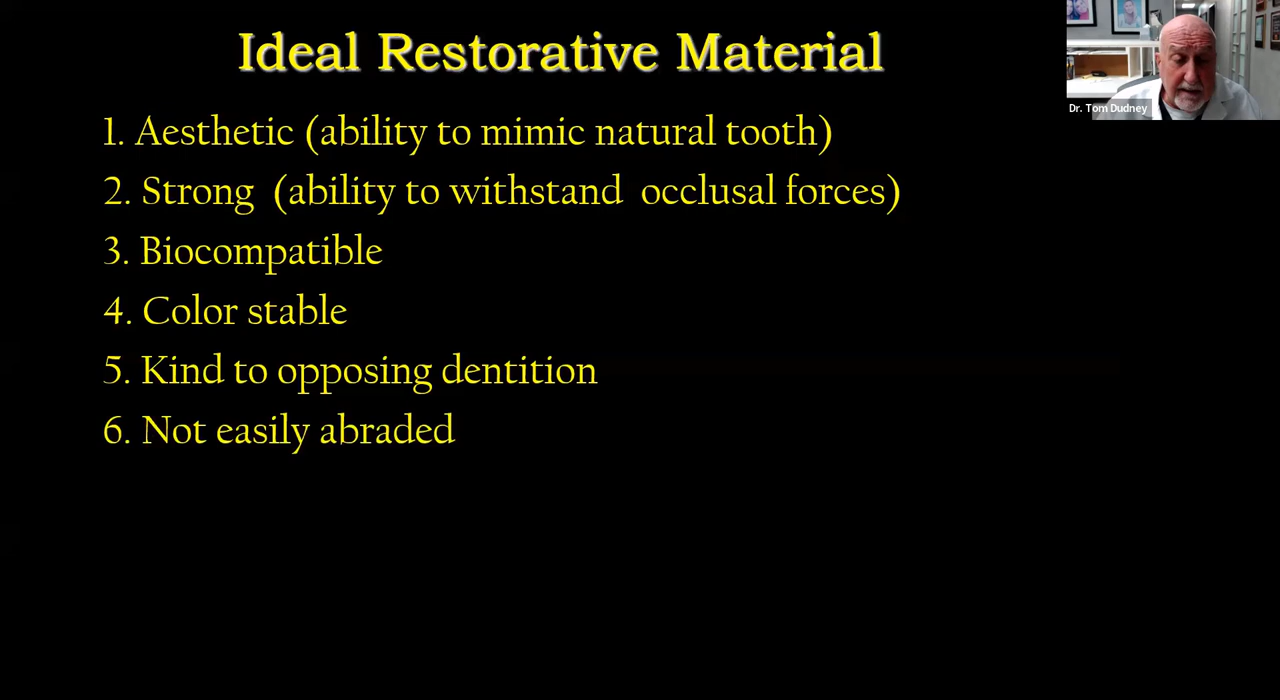 Ideal Restorative Material
1. Aesthetic (ability to mimic natural tooth)
2. Strong (ability to withstand occlusal forces)
3. Biocompatible
4. Color stable
5. Kind to opposing dentition
6. Not easily abraded
Dr. Tom Dudney